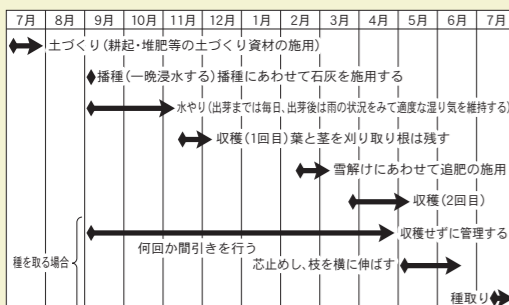 7月 8月 9月 10月 11月 12月 1月 2月 3月 4月 5月 6月 7月
土づくり(耕起・堆肥等の土づくり資材の施用)
播種(一晩浸水する)播種にあわせて石灰を施用する
水やり(出芽までは毎日、出芽後は雨の状況をみて適度な湿り気を維持する)
収穫(1回目)葉と茎を刈り取り根は残す
雪解けにあわせて追肥の施用
収穫(2回目)
収穫せずに管理する
何回か間引きを行う
種を取る場合
芯止めし、枝を横に伸ばす
種取り